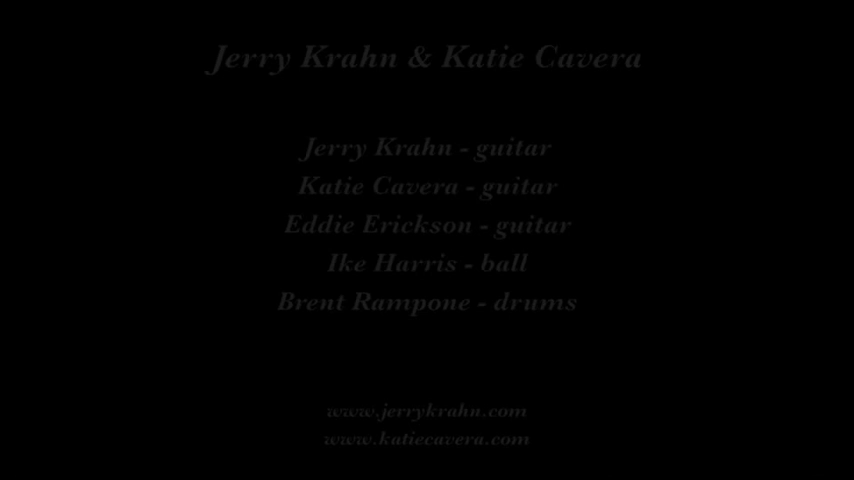 Jerry Krahn & Katie Cavera
Jerry Krahn - guitar
Katie Cavera - guitar
Eddie Erickson - guitar
Ike Harris - ball
Brent Rampone - drums
www.jerrykrahn.com
www.katiecavera.com